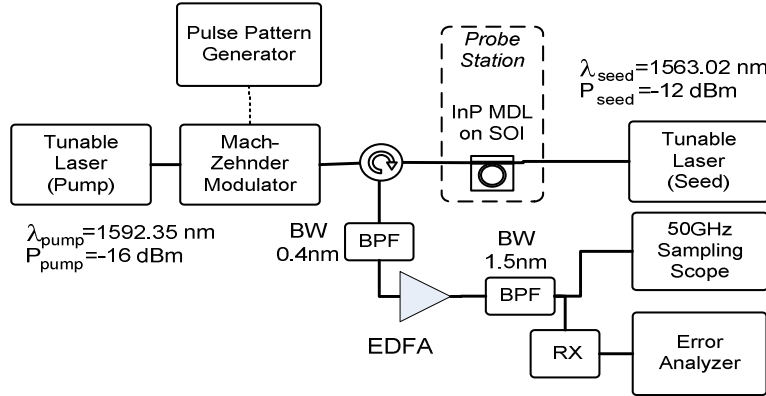 Pulse Pattern
Generator
Probe
Station
InP MDL
on SOI
λseed=1563.02 nm
Pseed=-12 dBm
Tunable
Laser
(Pump)
Mach-
Zehnder
Modulator
Tunable
Laser
(Seed)
λpump=1592.35 nm
Ppump=-16 dBm
BW
0.4nm
BPF
EDFA
BW
1.5nm
BPF
50GHz
Sampling
Scope
RX
Error
Analyzer